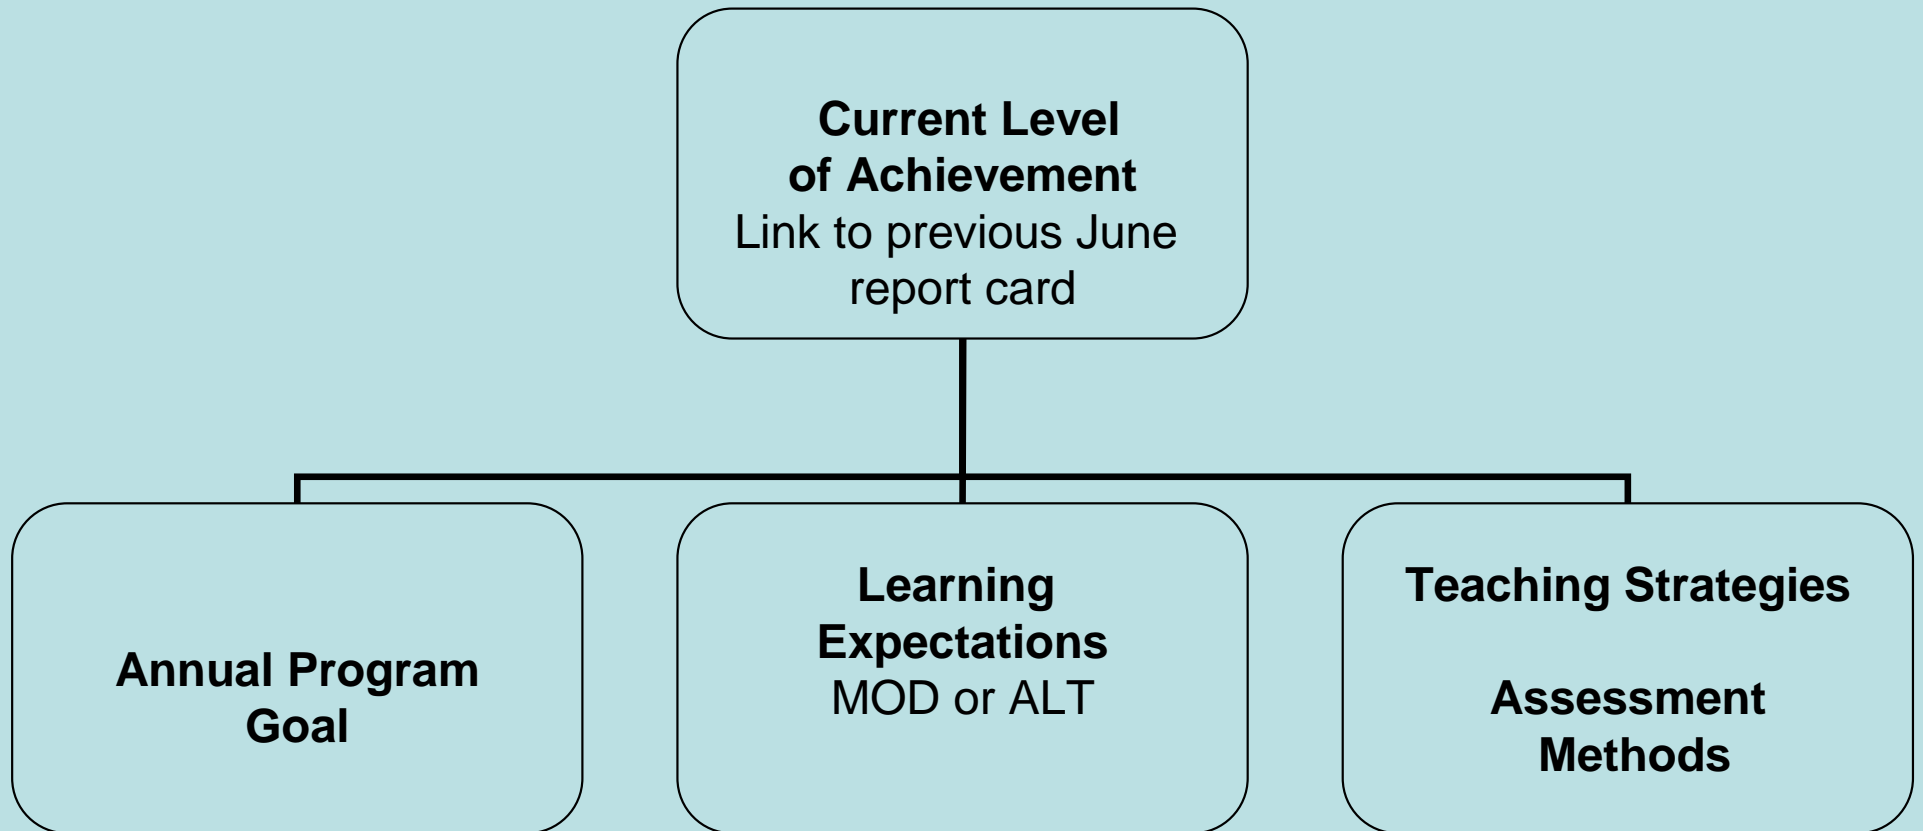 Current Level
of Achievement
Link to previous June
report card
Annual Program
Goal
Learning
Expectations
MOD or ALT
Teaching Strategies
Assessment
Methods